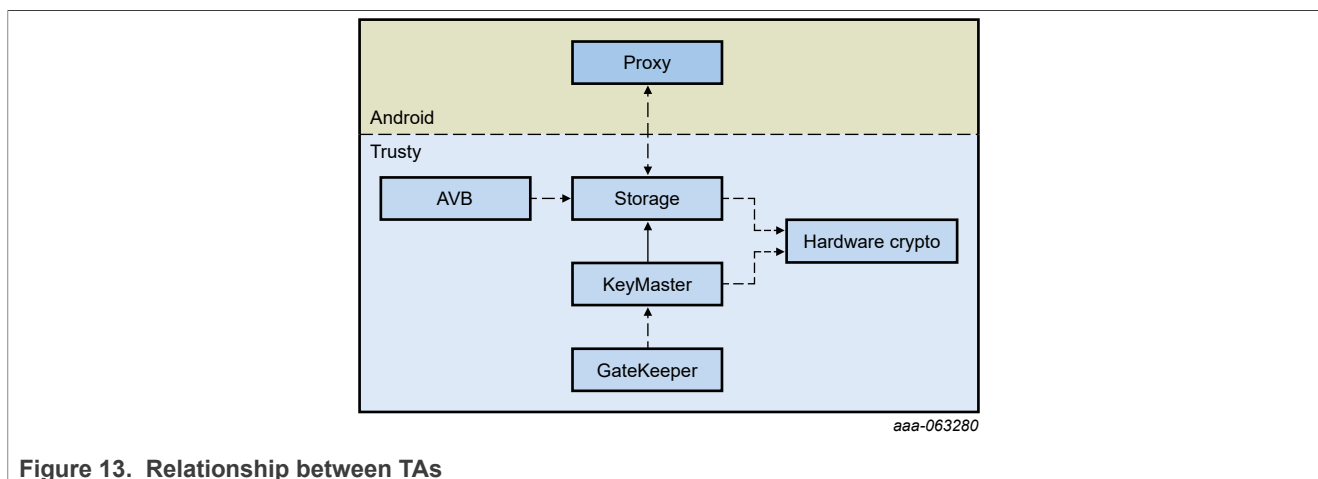 Proxy
Android
Trusty
AVB
Storage
Hardware crypto
KeyMaster
GateKeeper
aaa-063280
Figure 13. Relationship between TAs